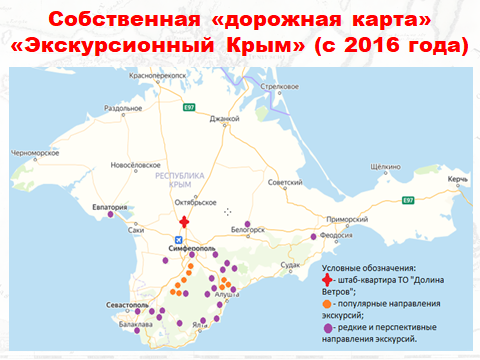 Собственная «дорожная карта»
«Экскурсионный Крым» (с 2016 года)
Красноперекопск
Стрелковое
Раздольное
E97
Джанкой
Черноморское
Новосёловское
РЕСПУБЛИКА
КРЫМ
Советский
Щёлкино
Керчь
E97
Октябрьское
Евпатория
Саки
Белогорск
Приморский
Феодосия
Симферополь
Судак
Условные обозначения:
- штаб-квартира ТО "Долина
Ветров";
- популярные направления
экскурсий;
- редкие и перспективные
направления экскурсий.
Алушта
Севастополь
Балаклава
Ялта